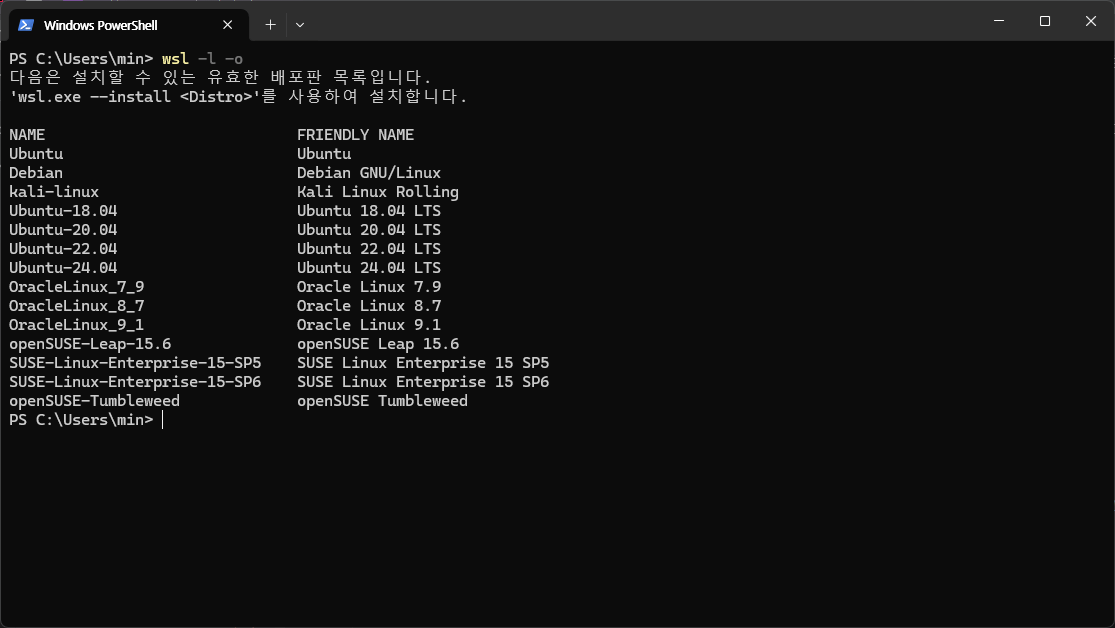 Windows PowerShell
PS C:\Users\min> wsl -l -o
다음은 설치할 수 있는 유효한 배포판 목록입니다.
'wsl.exe --install <Distro>'를 사용하여 설치합니다.
NAME                            FRIENDLY NAME
Ubuntu                          Ubuntu
Debian                          Debian GNU/Linux
kali-linux                      Kali Linux Rolling
Ubuntu-18.04                    Ubuntu 18.04 LTS
Ubuntu-20.04                    Ubuntu 20.04 LTS
Ubuntu-22.04                    Ubuntu 22.04 LTS
Ubuntu-24.04                    Ubuntu 24.04 LTS
OracleLinux_7_9                 Oracle Linux 7.9
OracleLinux_8_7                 Oracle Linux 8.7
OracleLinux_9_1                 Oracle Linux 9.1
openSUSE-Leap-15.6              openSUSE Leap 15.6
SUSE-Linux-Enterprise-15-SP5    SUSE Linux Enterprise 15 SP5
SUSE-Linux-Enterprise-15-SP6    SUSE Linux Enterprise 15 SP6
openSUSE-Tumbleweed             openSUSE Tumbleweed
PS C:\Users\min>